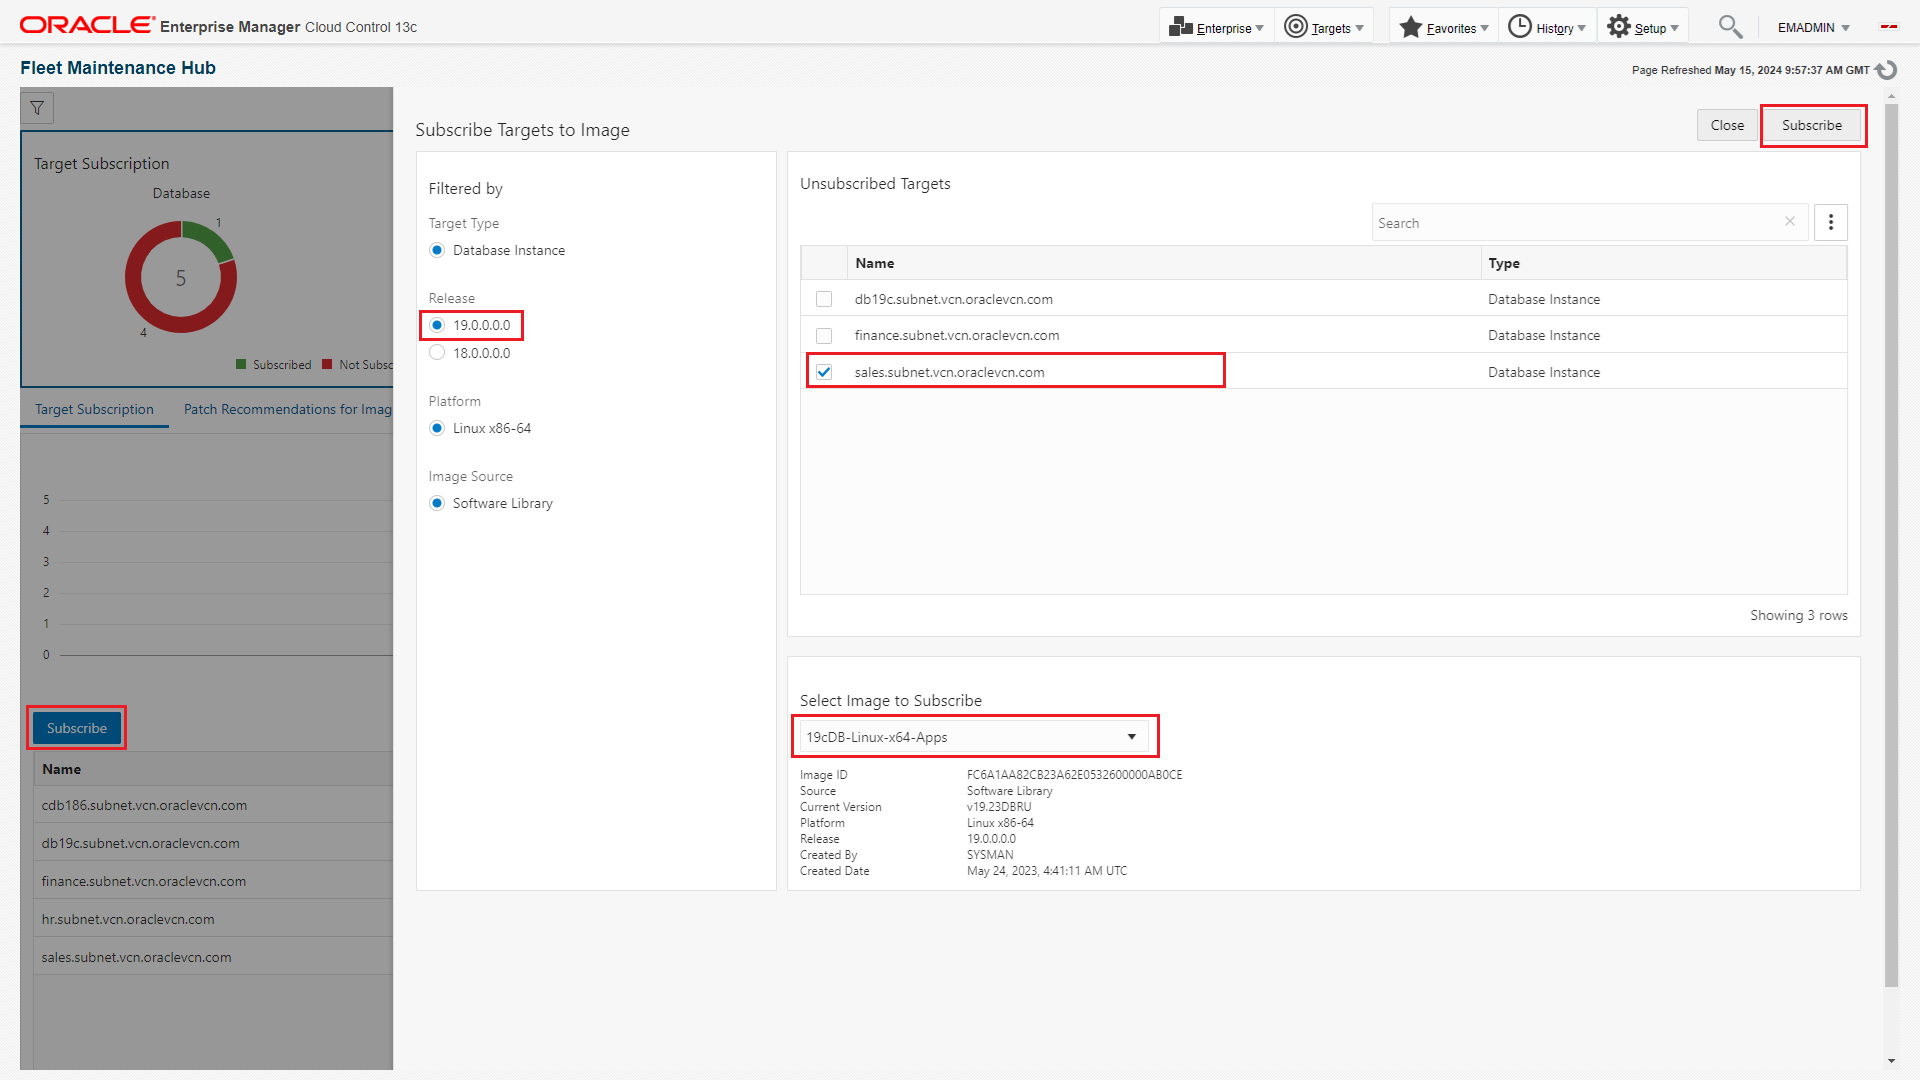 ORACLE Enterprise Manager Cloud Control 13c
Enterprise
Targets
Favorites
History
Setup
EMADMIN
Fleet Maintenance Hub
Page Refreshed May 15, 2024 9:57:37 AM GMT
Target Subscription
Database
1
5
4
Subscribed
Not Subsc
Target Subscription
Patch Recommendations for Imag
5
4
3
2
1
0
Subscribe
Name
cdb186.subnet.vcn.oraclevcn.com
db19c.subnet.vcn.oraclevcn.com
finance.subnet.vcn.oraclevcn.com
hr.subnet.vcn.oraclevcn.com
sales.subnet.vcn.oraclevcn.com
Subscribe Targets to Image
Close
Subscribe
Filtered by
Target Type
Database Instance
Release
19.0.0.0.0
18.0.0.0.0
Platform
Linux x86-64
Image Source
Software Library
Unsubscribed Targets
Search
Name Type
db19c.subnet.vcn.oraclevcn.com Database Instance
finance.subnet.vcn.oraclevcn.com Database Instance
sales.subnet.vcn.oraclevcn.com Database Instance
Showing 3 rows
Select Image to Subscribe
19cDB-Linux-x64-Apps
Image ID FC6A1AA82CB23A62E0532600000AB0CE
Source Software Library
Current Version v19.23DBRU
Platform Linux x86-64
Release 19.0.0.0.0
Created By SYSMAN
Created Date May 24, 2023, 4:41:11 AM UTC